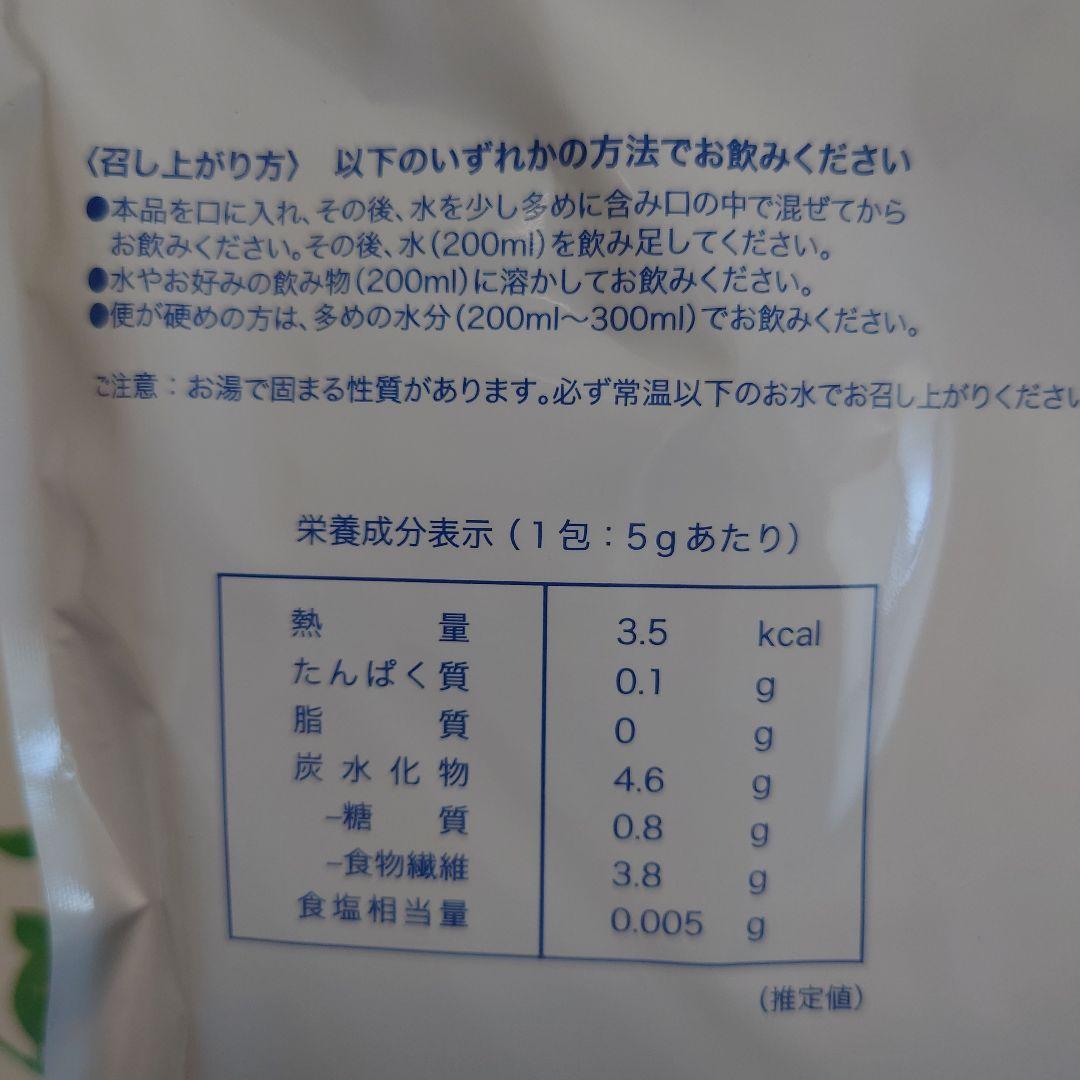 〈召し上がり方〉 以下のいずれかの方法でお飲みください
●本品を口に入れ、その後、水を少し多めに含み口の中で混ぜてから
お飲みください。その後、水(200ml)を飲み足してください。
●水やお好みの飲み物(200ml)に溶かしてお飲みください。
●便が硬めの方は、多めの水分(200ml～300ml)でお飲みください。
ご注意：お湯で固まる性質があります。必ず常温以下のお水でお召し上がりください
栄養成分表示(1包：5gあたり)
熱量 3.5 kcal
たんぱく質 0.1 g
脂質 0 g
炭水化物 4.6 g
−糖質 0.8 g
−食物繊維 3.8 g
食塩相当量 0.005 g
(推定値)